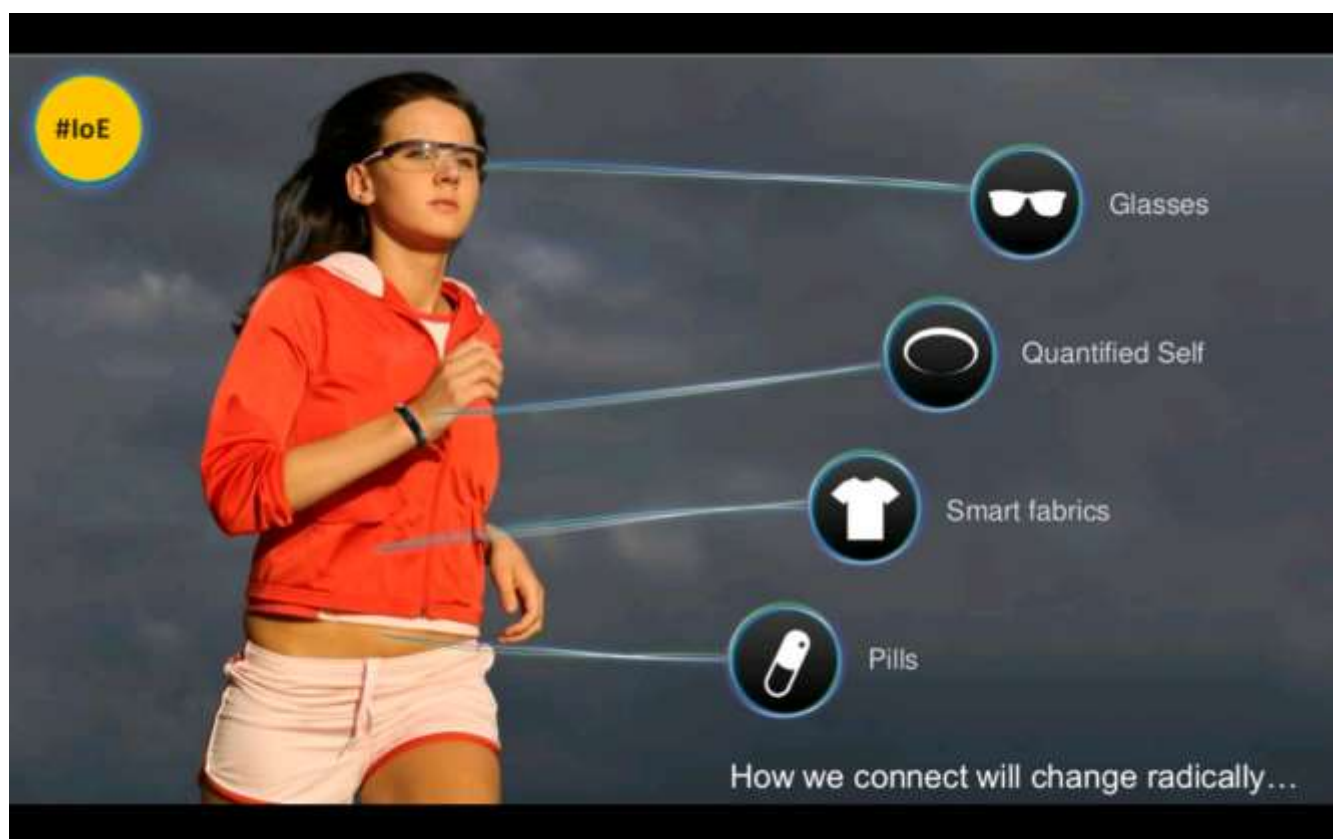 #IoE
Glasses
Quantified Self
Smart fabrics
Pills
How we connect will change radically…